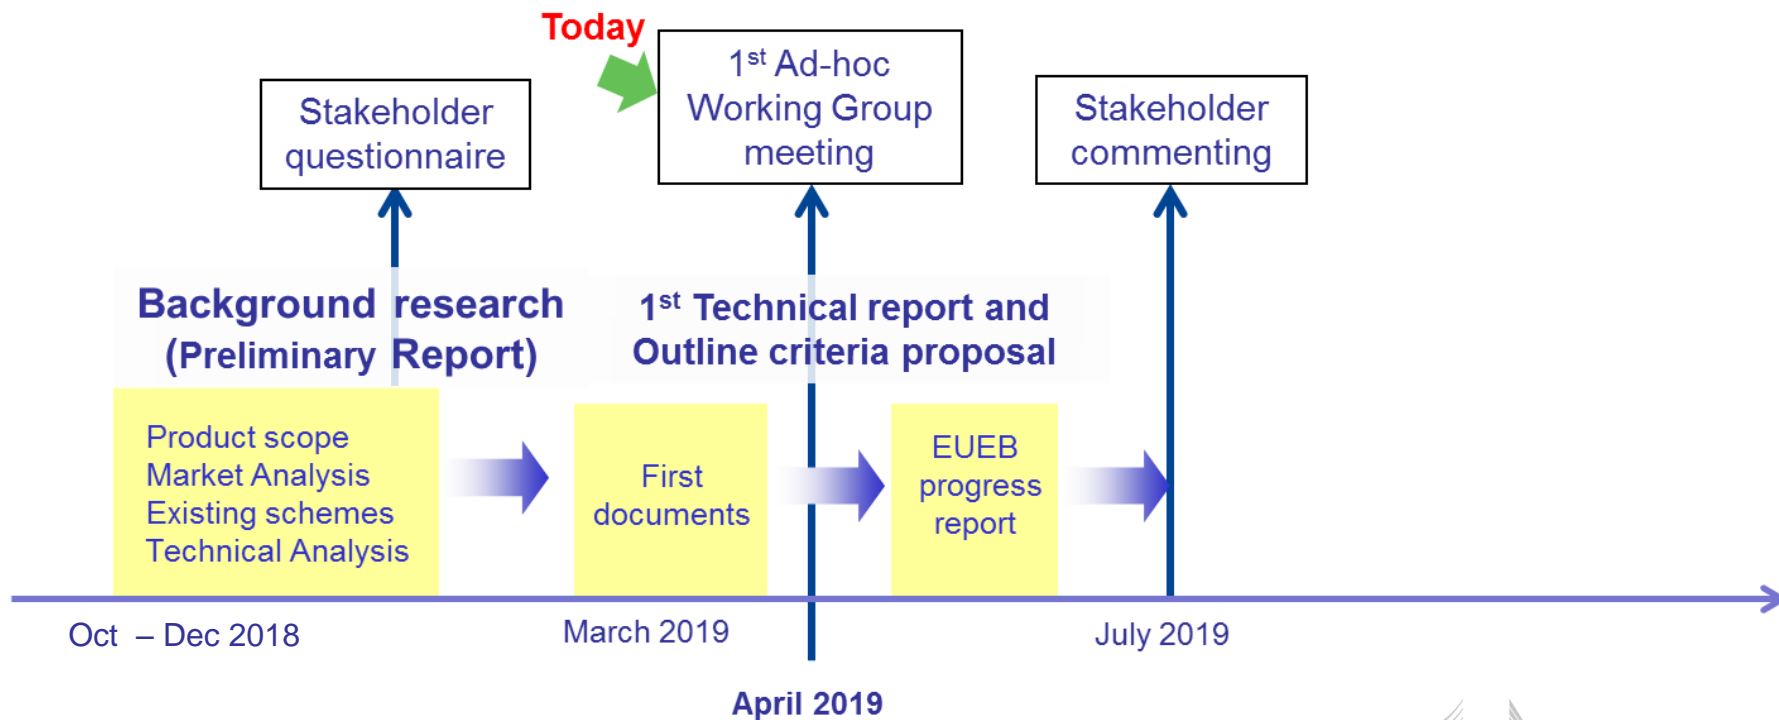 Today
Stakeholder
questionnaire
1st Ad-hoc
Working Group
meeting
Stakeholder
commenting
Background research
(Preliminary Report)
1st Technical report and
Outline criteria proposal
Product scope
Market Analysis
Existing schemes
Technical Analysis
First
documents
EUEB
progress
report
Oct – Dec 2018
March 2019
April 2019
July 2019